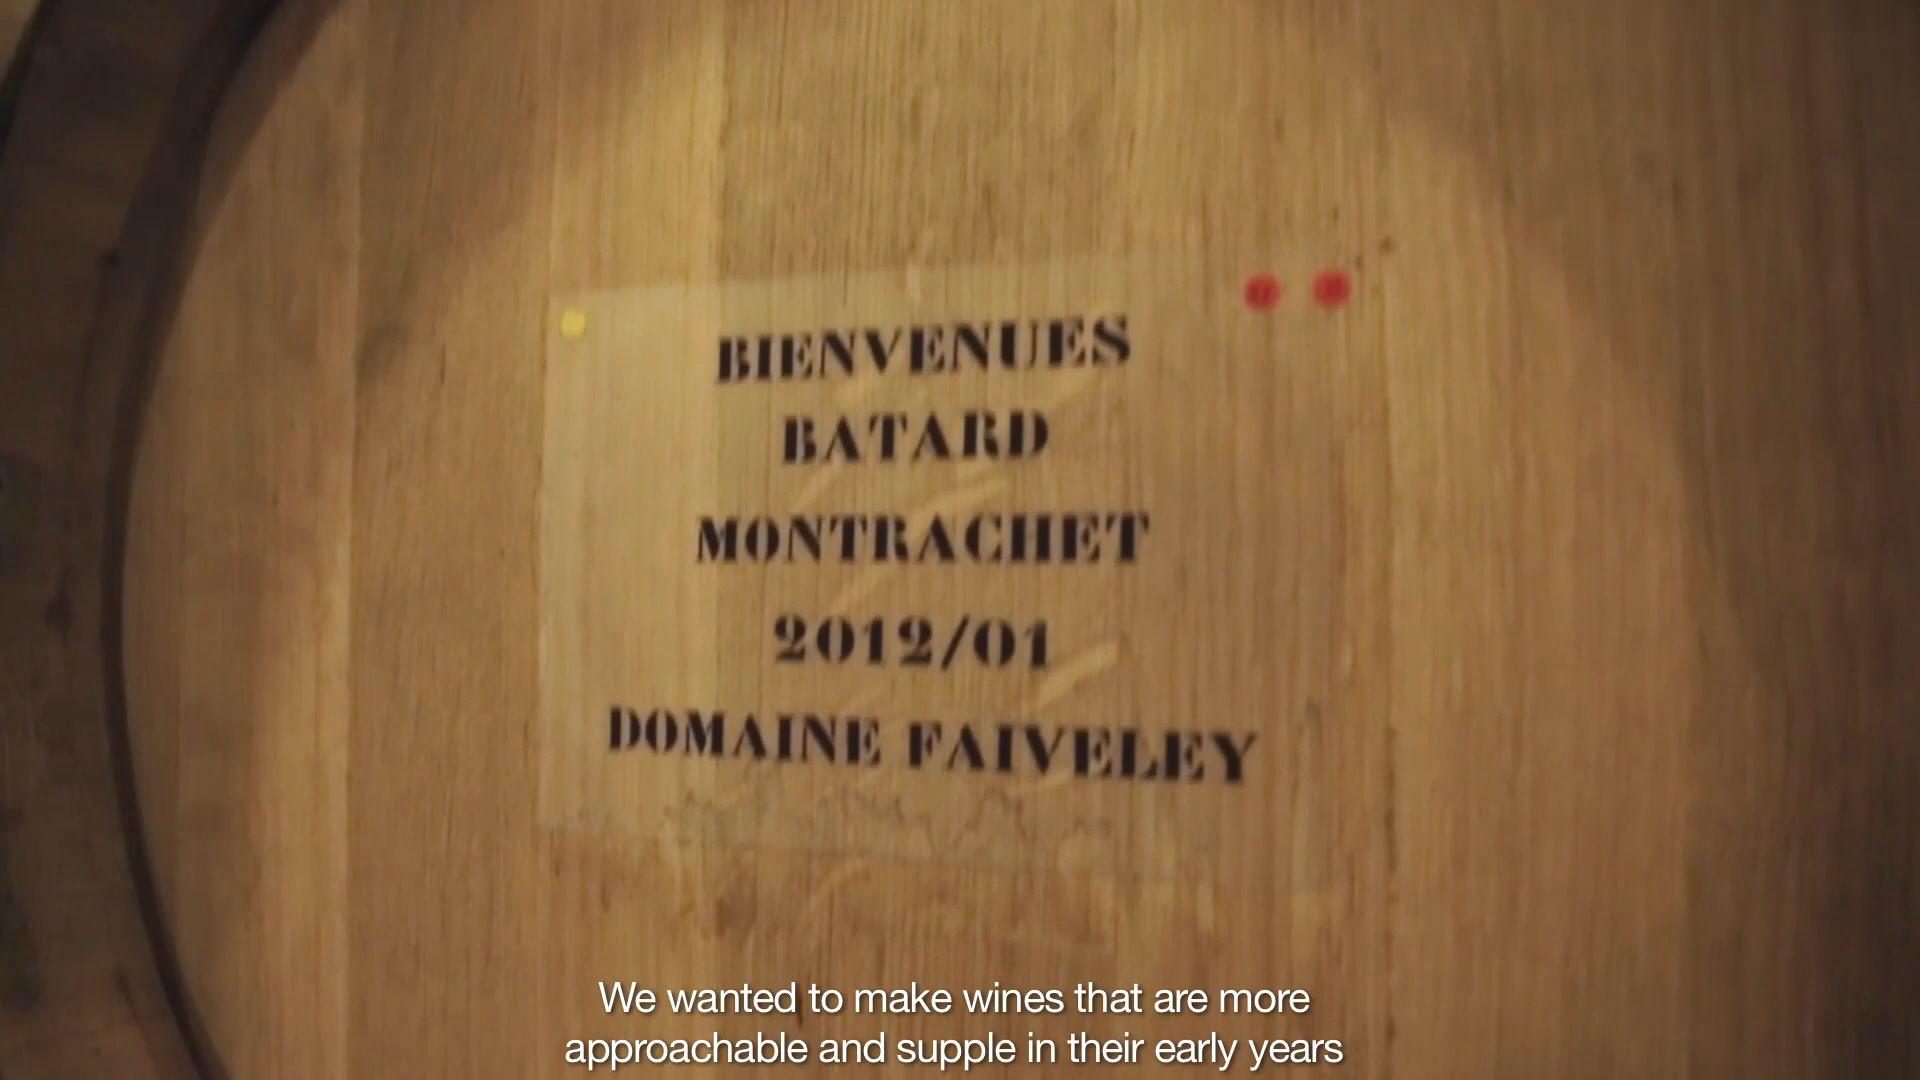 BIENVENUES
BATARD
MONTRACHET
2012/01
DOMAINE FAIVELEY
We wanted to make wines that are more
approachable and supple in their early years